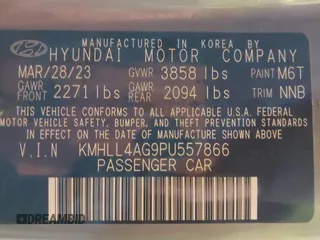 MANUFACTURED IN KOREA BY
HYUNDAI MOTOR COMPANY
MAR/28/23 GVWR 3858 lbs PAINT M6T
GAWR FRONT 2271 lbs GAWR REAR 2094 lbs TRIM NNB
THIS VEHICLE CONFORMS TO ALL APPLICABLE U.S.A. FEDERAL
MOTOR VEHICLE SAFETY, BUMPER, AND THEFT PREVENTION
STANDARDS IN EFFECT ON THE DATE OF MANUFACTURE
SHOWN ABOVE.
V.I.N KMHLL4AG9PU557866
PASSENGER CAR
DREAMBID